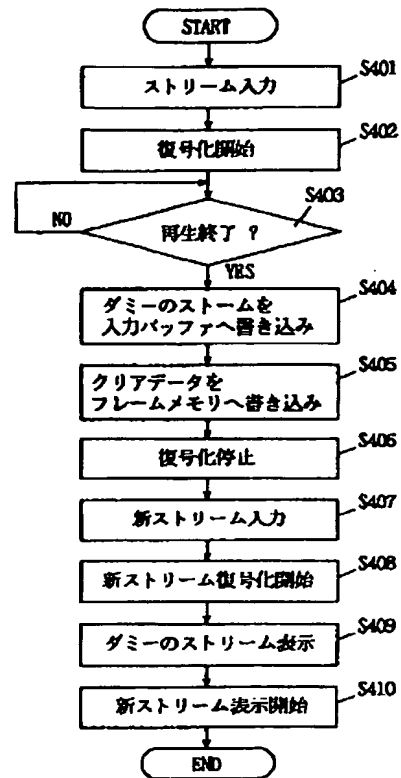 START
ストリーム入力
S401
復号化開始
S402
再生終了 ?
S403
NO
YES
ダミーのストームを
入力バッファへ書き込み
S404
クリアデータを
フレームメモリへ書き込み
S405
復号化停止
S406
新ストリーム入力
S407
新ストリーム復号化開始
S408
ダミーのストリーム表示
S409
新ストリーム表示開始
S410
END